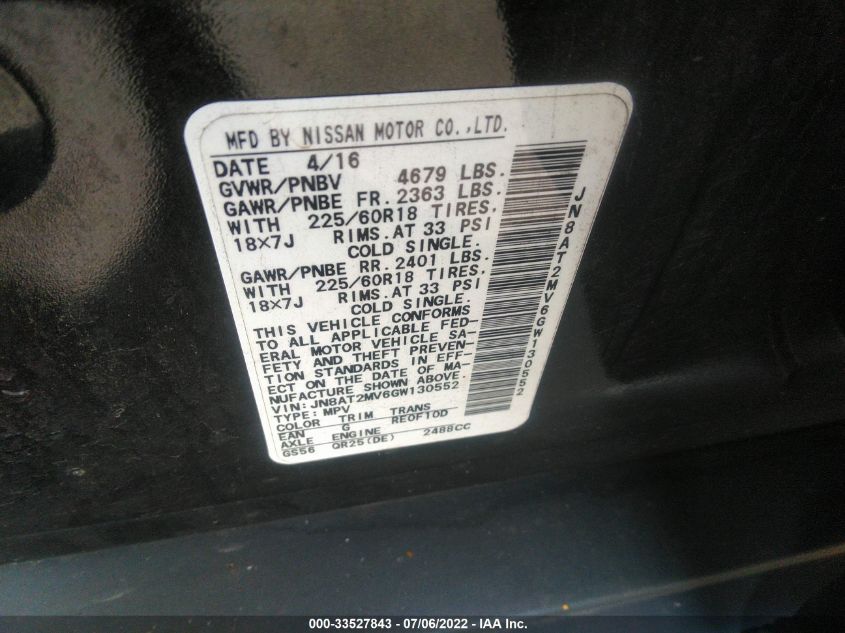 MFD BY NISSAN MOTOR CO.,LTD.
DATE 4/16
GVWR/PNBV 4679 LBS.
GAWR/PNBE FR. 2363 LBS.
WITH 225/60R18 TIRES.
18X7J RIMS.AT 33 PSI
COLD SINGLE.
GAWR/PNBE RR. 2401 LBS.
WITH 225/60R18 TIRES.
18X7J RIMS.AT 33 PSI
COLD SINGLE.
THIS VEHICLE CONFORMS
TO ALL APPLICABLE FED-
ERAL MOTOR VEHICLE SA-
FETY AND THEFT PREVEN-
TION STANDARDS IN EFF-
ECT ON THE DATE OF MA-
NUFACTURE SHOWN ABOVE.
VIN: JN8AT2MV6GW130552
TYPE: MPV
COLOR TRIM TRANS
EAN G RE0F10D
AXLE ENGINE
GS56 QR25(DE) 2488CC
JN8AT2MV6GW130552
000-33527843 - 07/06/2022 - IAA Inc.